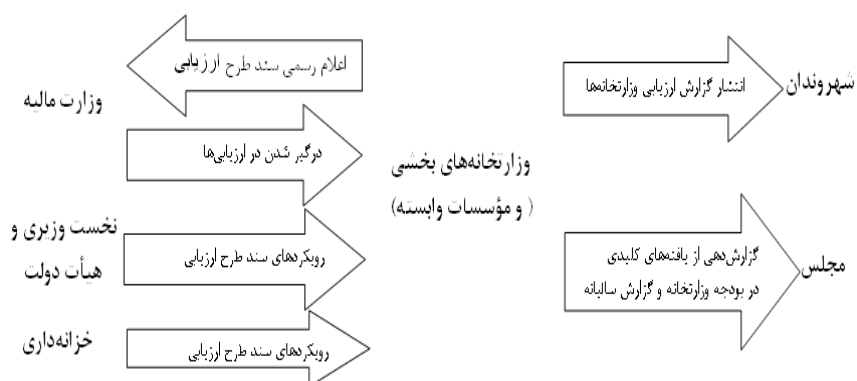 اعلام رسمی سند طرح ارزیابی
شهروندان
انتشار گزارش ارزیابی وزارتخانه‌ها
وزارت مالیه
درگیر شدن در ارزیابی‌ها
وزارتخانه‌های بخشی
( و مؤسسات وابسته)
نخست وزیری و
هیأت دولت
رویکردهای سند طرح ارزیابی
گزارش‌دهی از یافته‌های کلیدی
در بودجه وزارتخانه و گزارش سالیانه
مجلس
خزانه‌داری
رویکردهای سند طرح ارزیابی